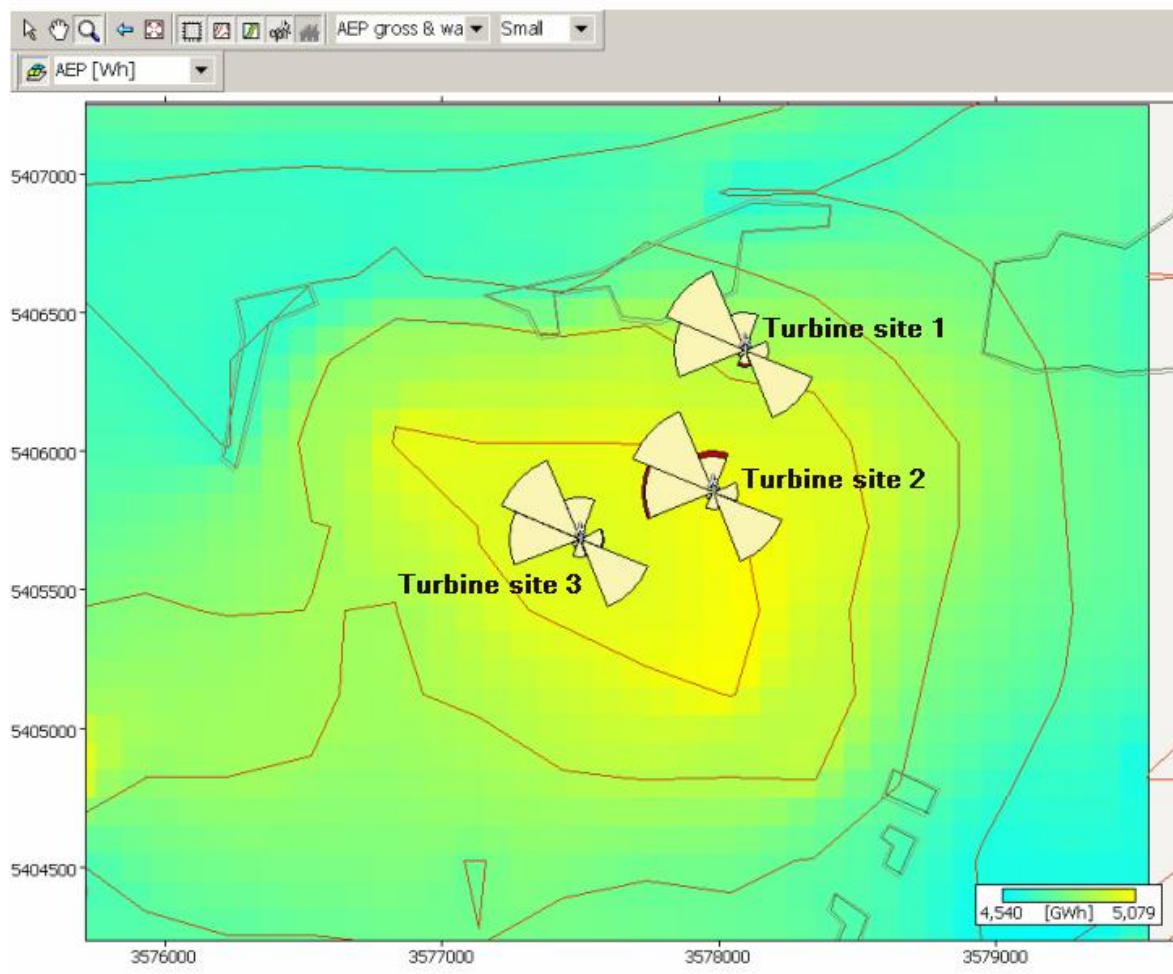 AEP gross & wa Small
AEP [Wh]
5407000
5406500
Turbine site 1
5406000
Turbine site 2
5405500
Turbine site 3
5405000
5404500
4,540 [GWh] 5,079
3576000 3577000 3578000 3579000